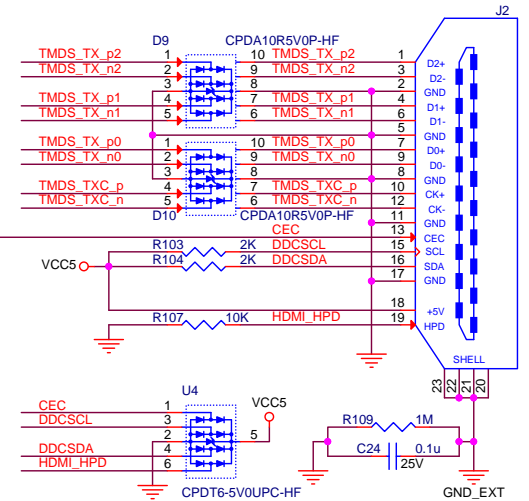 J2
D9 CPDA10R5V0P-HF
TMDS_TX_p2 1 10 TMDS_TX_p2 1 D2+
TMDS_TX_n2 2 9 TMDS_TX_n2 3 D2-
3 8 2 GND
TMDS_TX_p1 4 7 TMDS_TX_p1 4 D1+
TMDS_TX_n1 5 6 TMDS_TX_n1 6 D1-
5 GND
TMDS_TX_p0 1 10 TMDS_TX_p0 7 D0+
TMDS_TX_n0 2 9 TMDS_TX_n0 9 D0-
3 8 8 GND
TMDS_TXC_p 4 7 TMDS_TXC_p 10 CK+
TMDS_TXC_n 5 6 TMDS_TXC_n 12 CK-
D10 CPDA10R5V0P-HF 11 GND
CEC 13 CEC
R103 2K DDCSCL 15 SCL
VCC5 R104 2K DDCSDA 16 SDA
17 GND
18 +5V
R107 10K HDMI_HPD 19 HPD
SHELL
23 22 21 20
U4 VCC5
CEC 1
DDCSCL 3
2 5
DDCSDA 4
HDMI_HPD 6
CPDT6-5V0UPC-HF
R109 1M
C24 0.1u
25V
GND_EXT